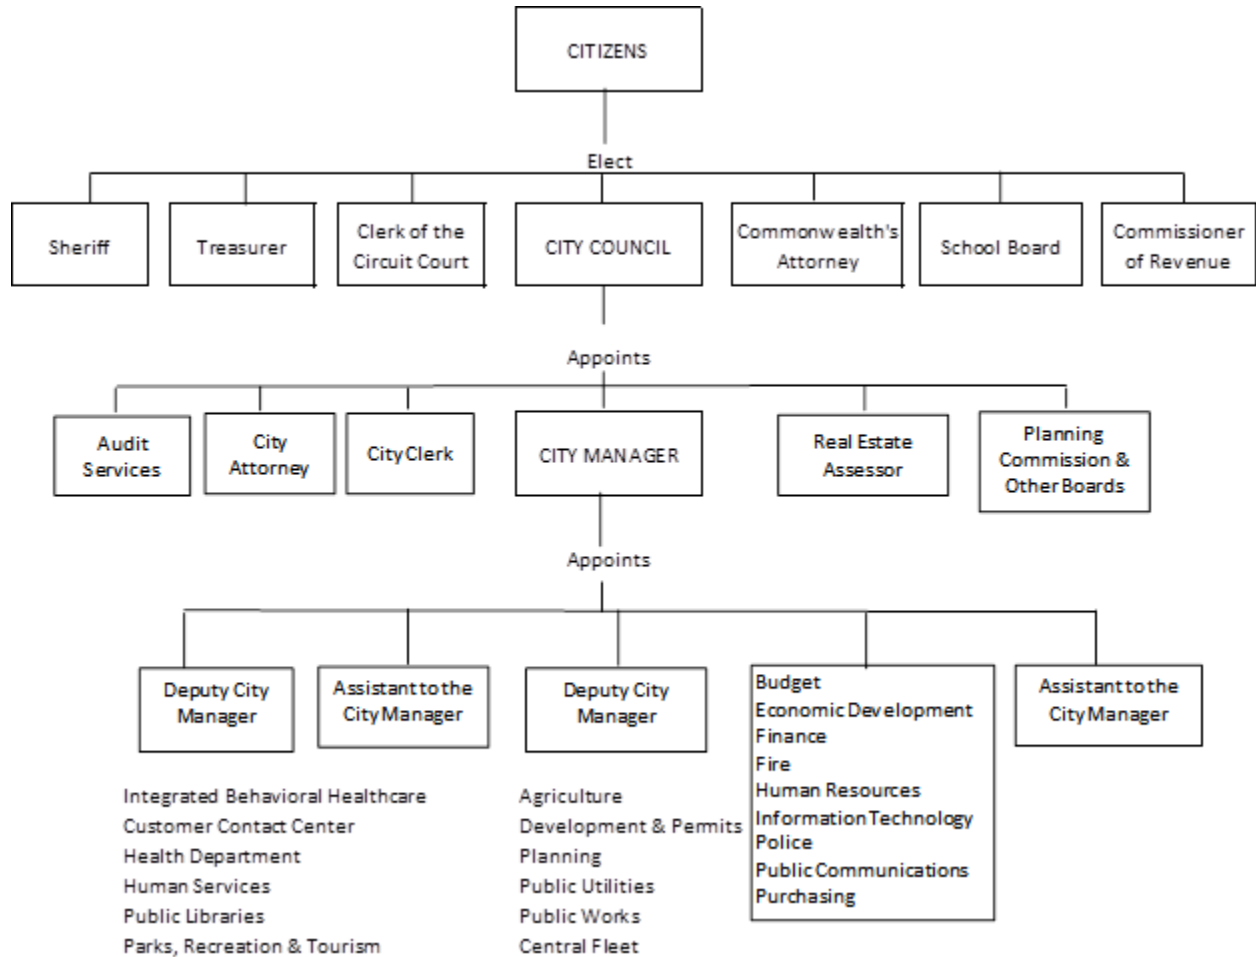 CITIZENS
Elect
Sheriff
Treasurer
Clerk of the
Circuit Court
CITY COUNCIL
Commonwealth's
Attorney
School Board
Commissioner
of Revenue
Appoints
Audit
Services
City
Attorney
City Clerk
CITY MANAGER
Real Estate
Assessor
Planning
Commission &
Other Boards
Appoints
Deputy City
Manager
Assistant to the
City Manager
Deputy City
Manager
Budget
Economic Development
Finance
Fire
Human Resources
Information Technology
Police
Public Communications
Purchasing
Assistant to the
City Manager
Integrated Behavioral Healthcare
Customer Contact Center
Health Department
Human Services
Public Libraries
Parks, Recreation & Tourism
Agriculture
Development & Permits
Planning
Public Utilities
Public Works
Central Fleet